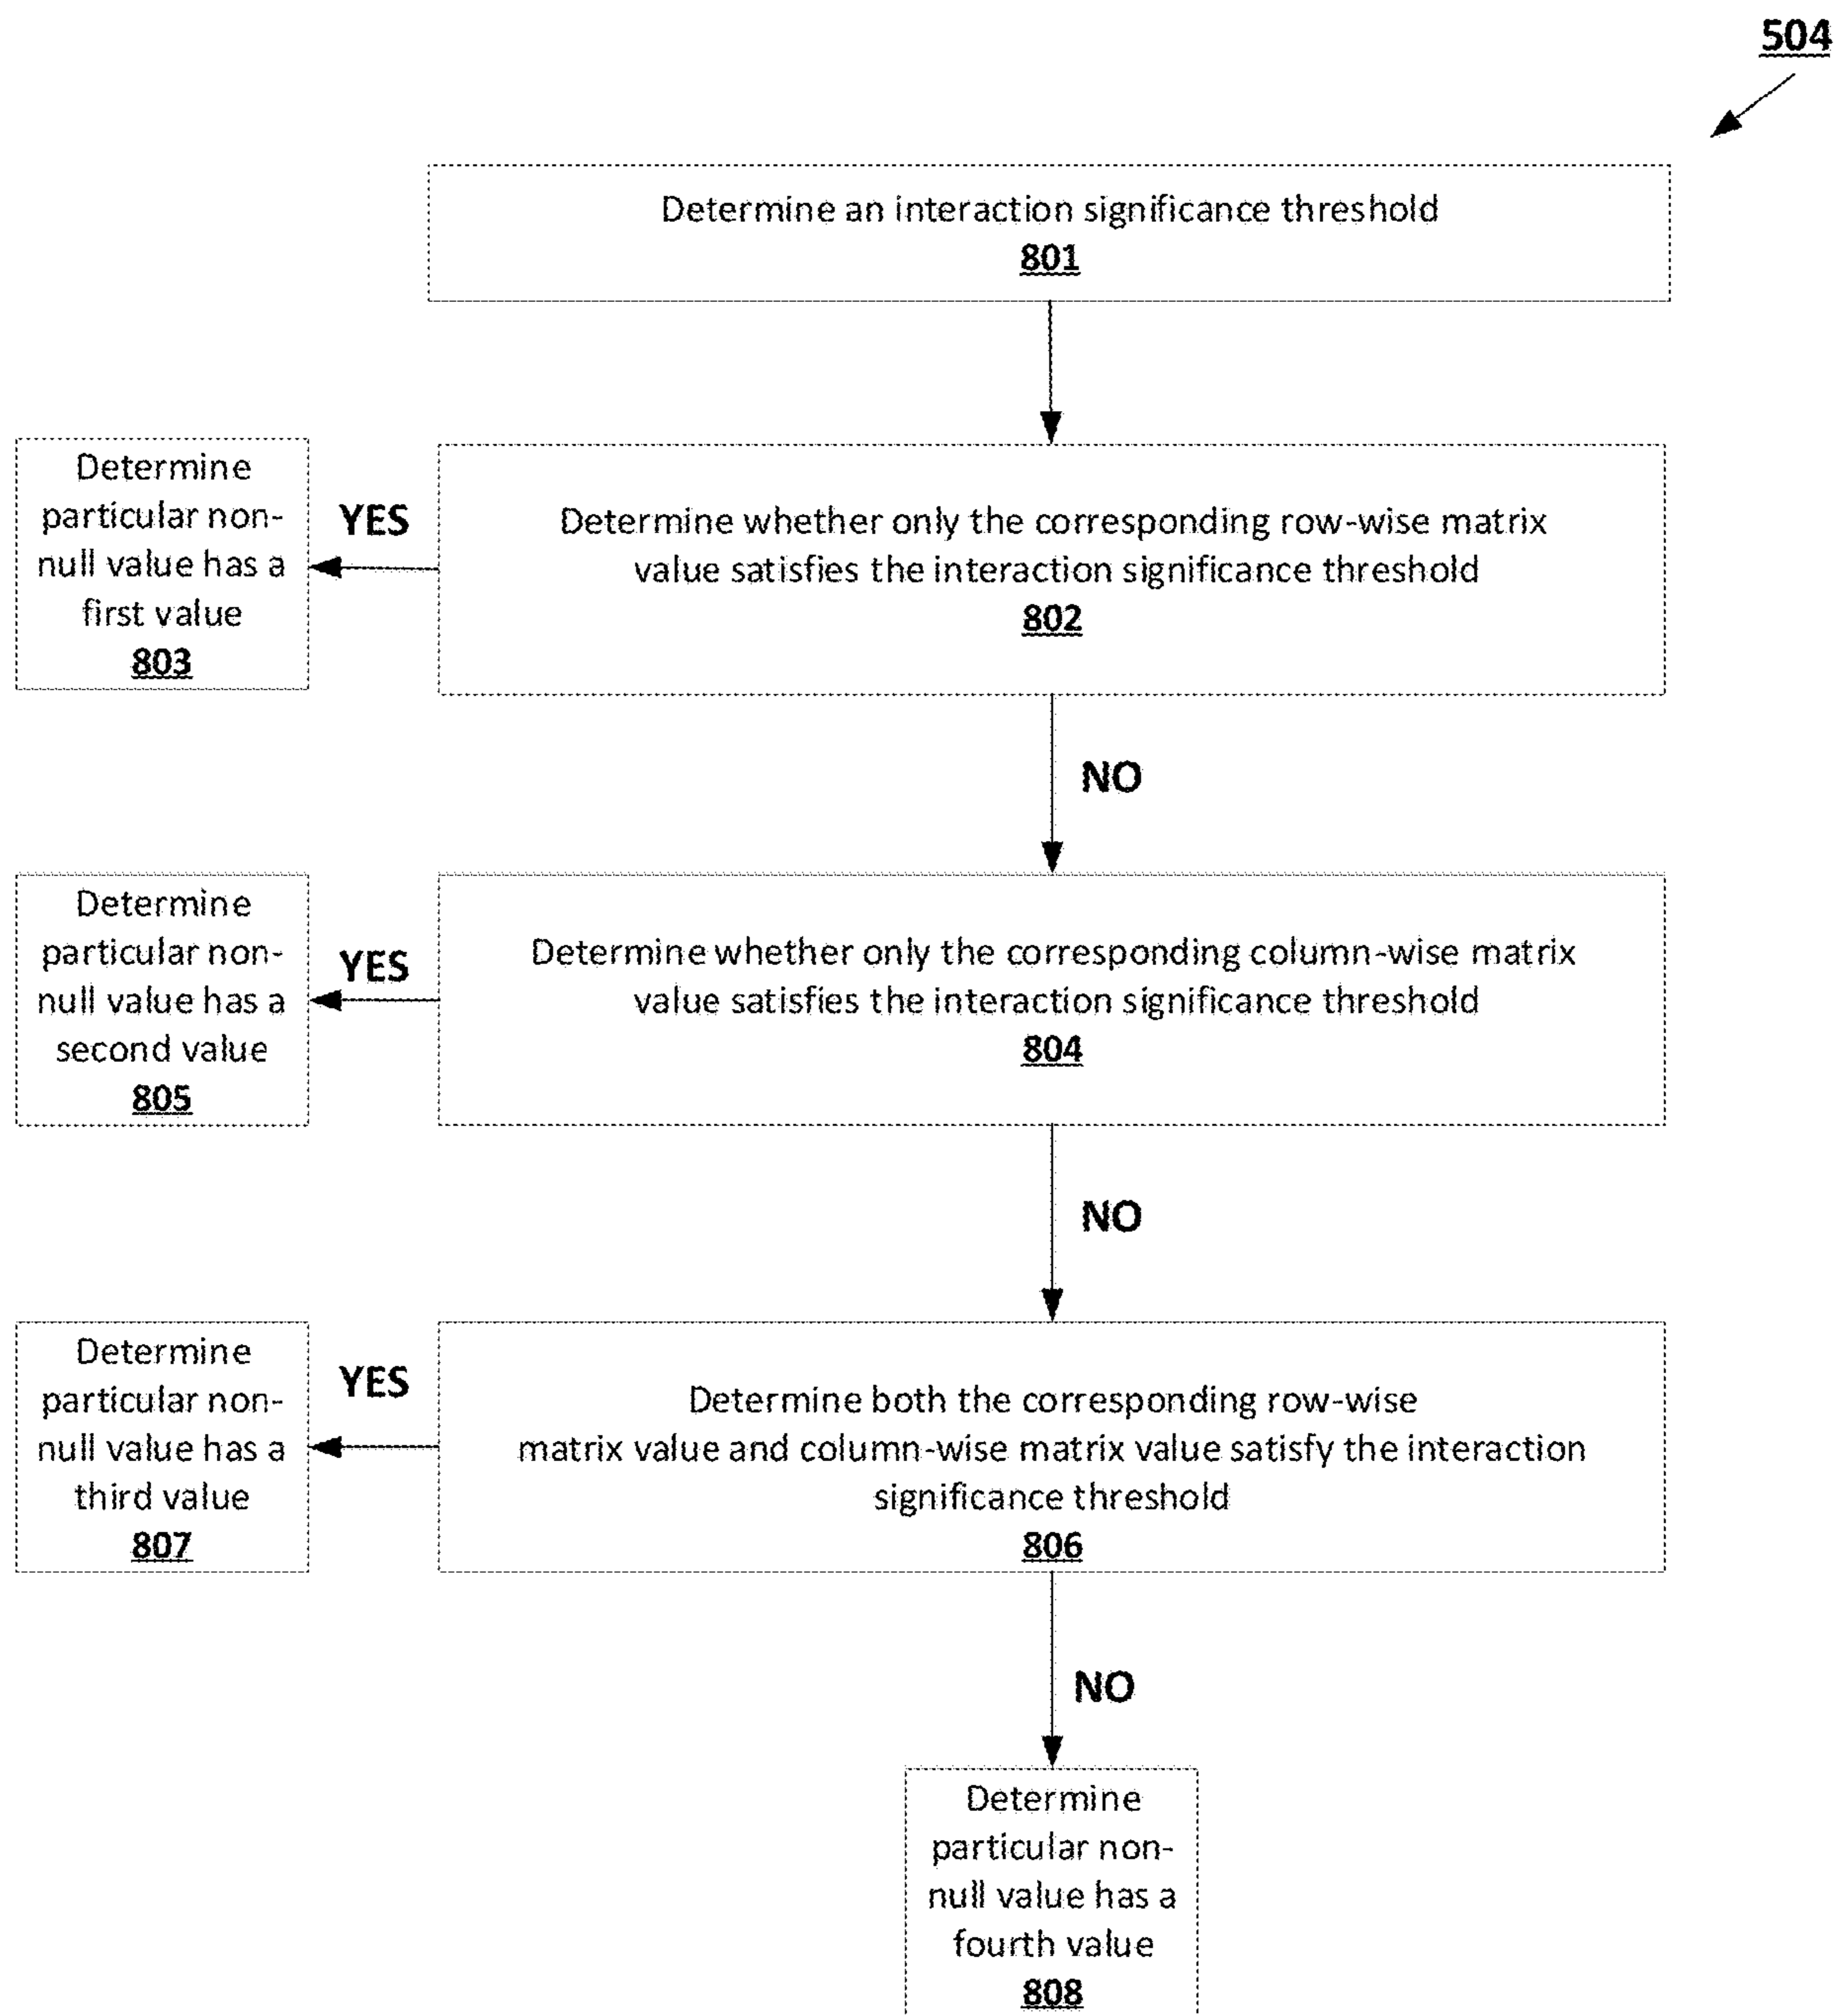 504
Determine an interaction significance threshold
801
Determine
particular non-
null value has a
first value
803
YES
Determine whether only the corresponding row-wise matrix
value satisfies the interaction significance threshold
802
NO
Determine
particular non-
null value has a
second value
805
YES
Determine whether only the corresponding column-wise matrix
value satisfies the interaction significance threshold
804
NO
Determine
particular non-
null value has a
third value
807
YES
Determine both the corresponding row-wise
matrix value and column-wise matrix value satisfy the interaction
significance threshold
806
NO
Determine
particular non-
null value has a
fourth value
808